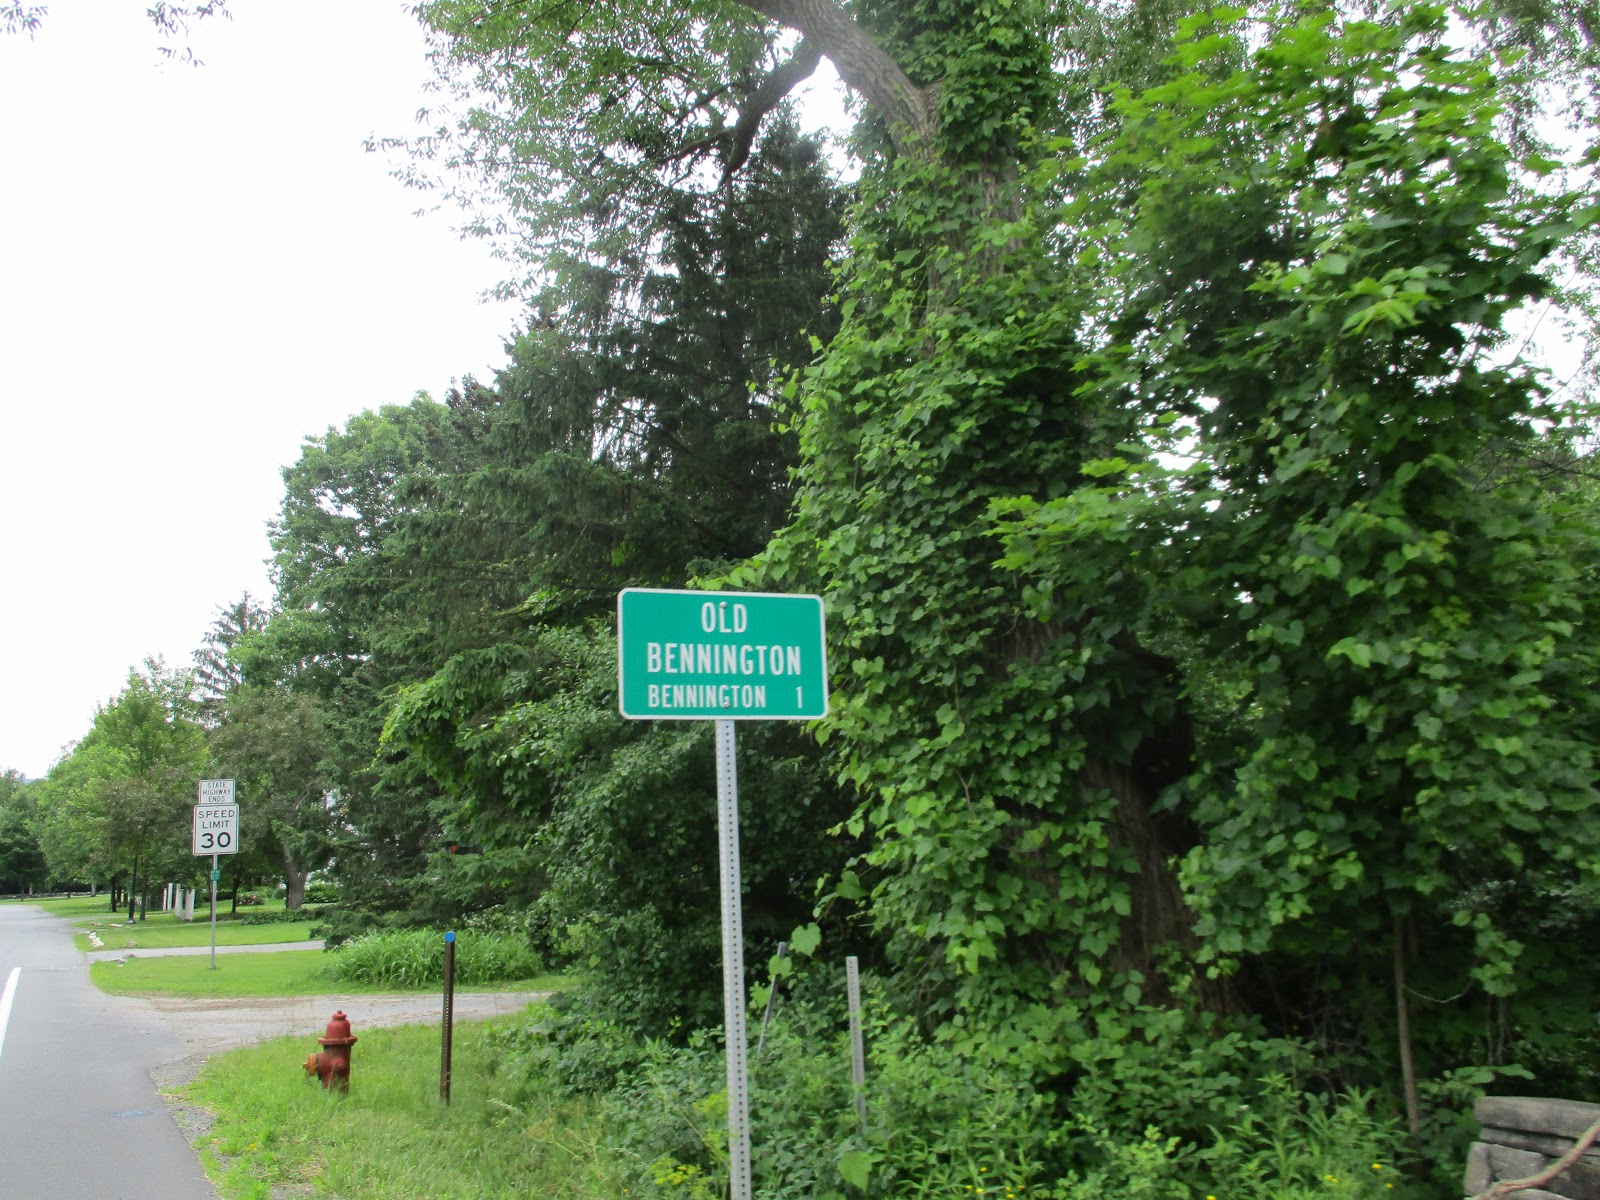 OLD
BENNINGTON
BENNINGTON 1
STATE
HIGHWAY
ENDS
SPEED
LIMIT
30